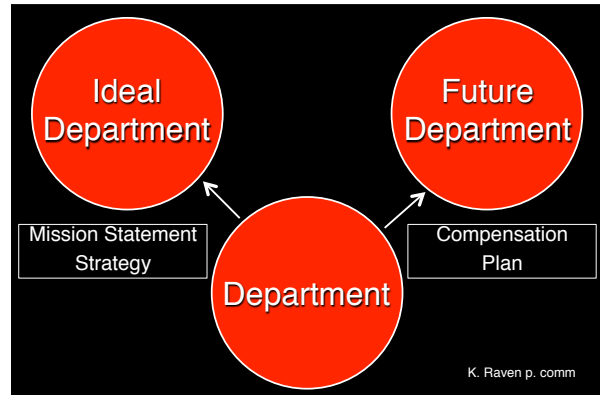 Ideal
Department
Future
Department
Mission Statement
Strategy
Compensation
Plan
Department
K. Raven p. comm